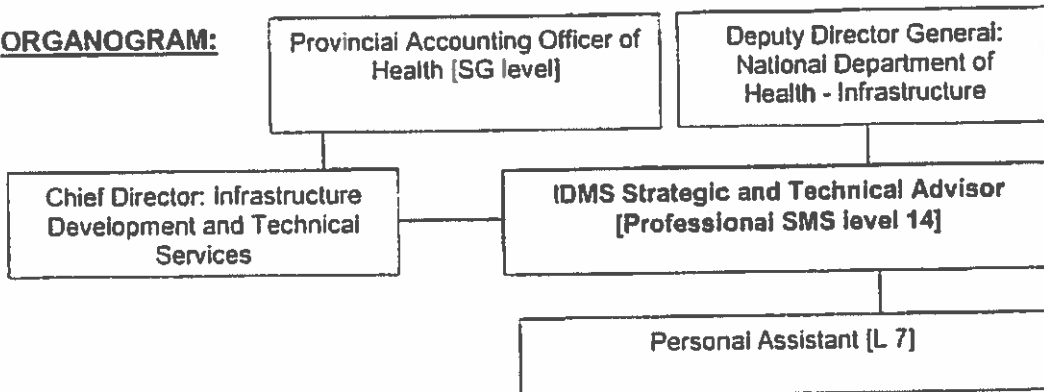 ORGANOGRAM:
Provincial Accounting Officer of
Health [SG level]
Deputy Director General:
National Department of
Health - Infrastructure
Chief Director: Infrastructure
Development and Technical
Services
IDMS Strategic and Technical Advisor
[Professional SMS level 14]
Personal Assistant [L 7]